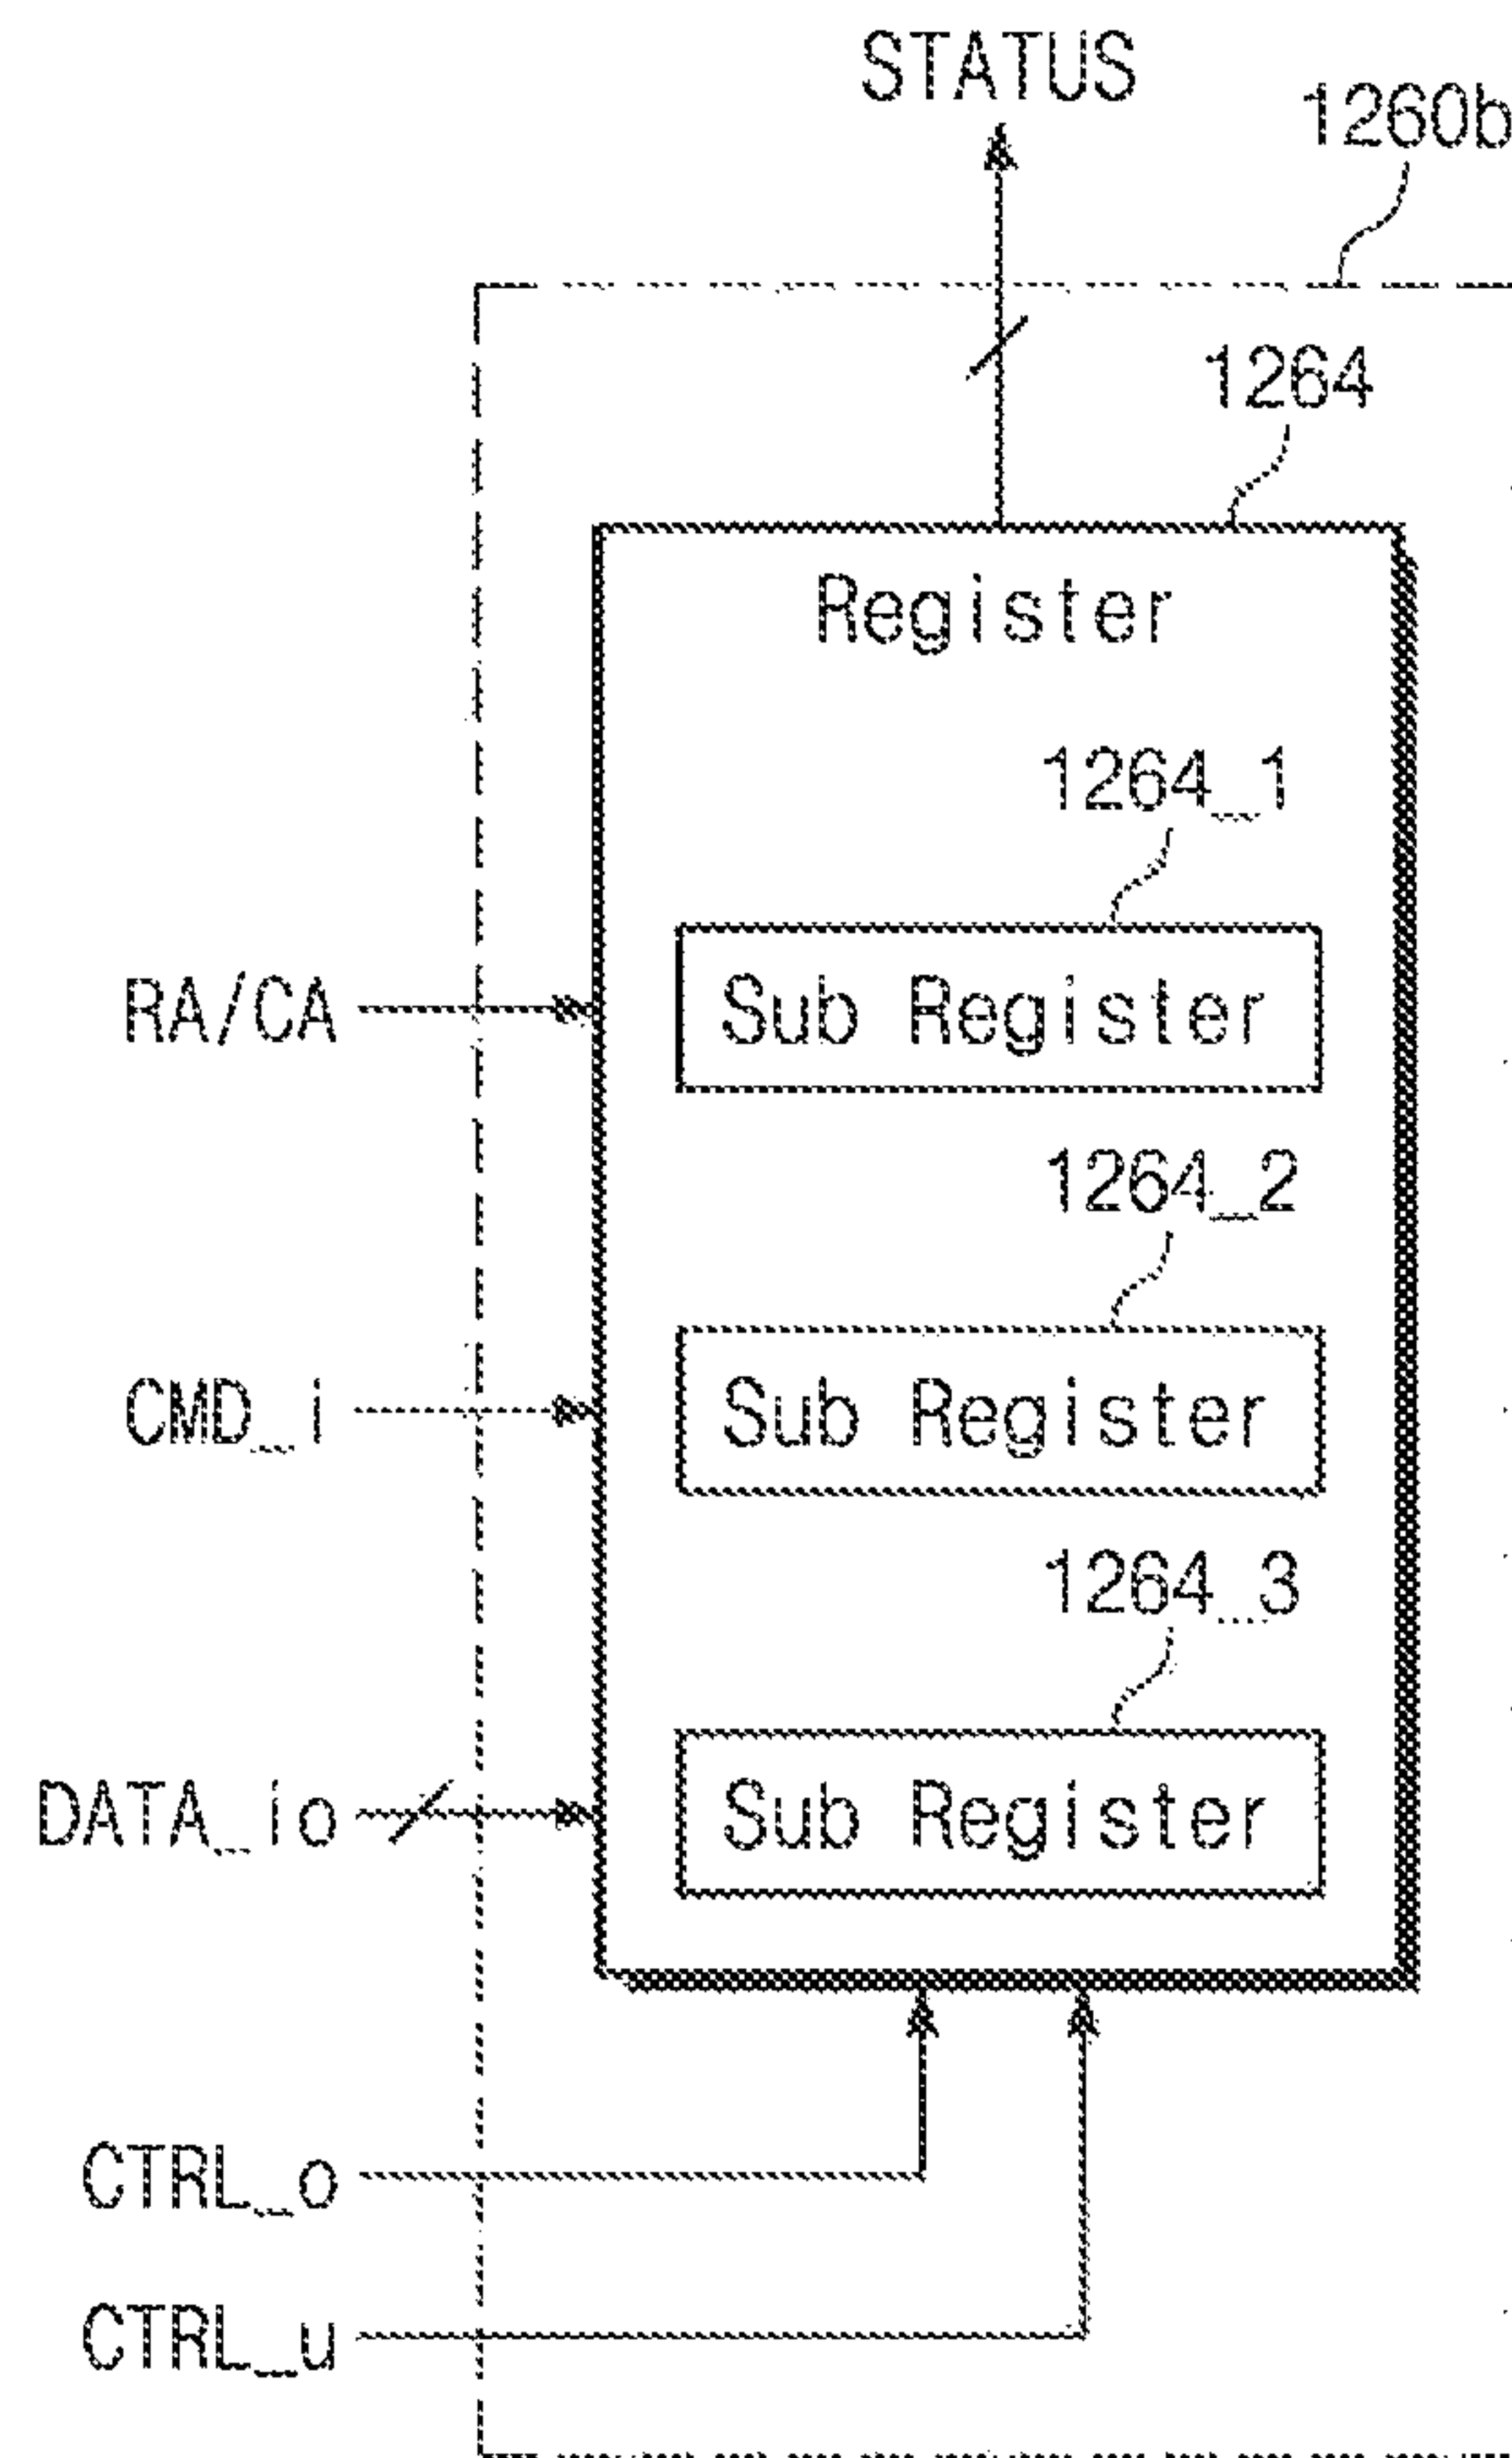 STATUS
1260b
1264
Register
1264_1
RA/CA
Sub Register
1264_2
CMD_i
Sub Register
1264_3
DATA_io
Sub Register
CTRL_o
CTRL_u